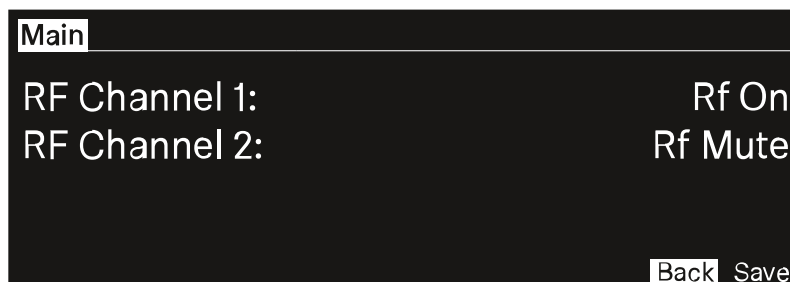 Main
RF Channel 1: Rf On
RF Channel 2: Rf Mute
Back Save